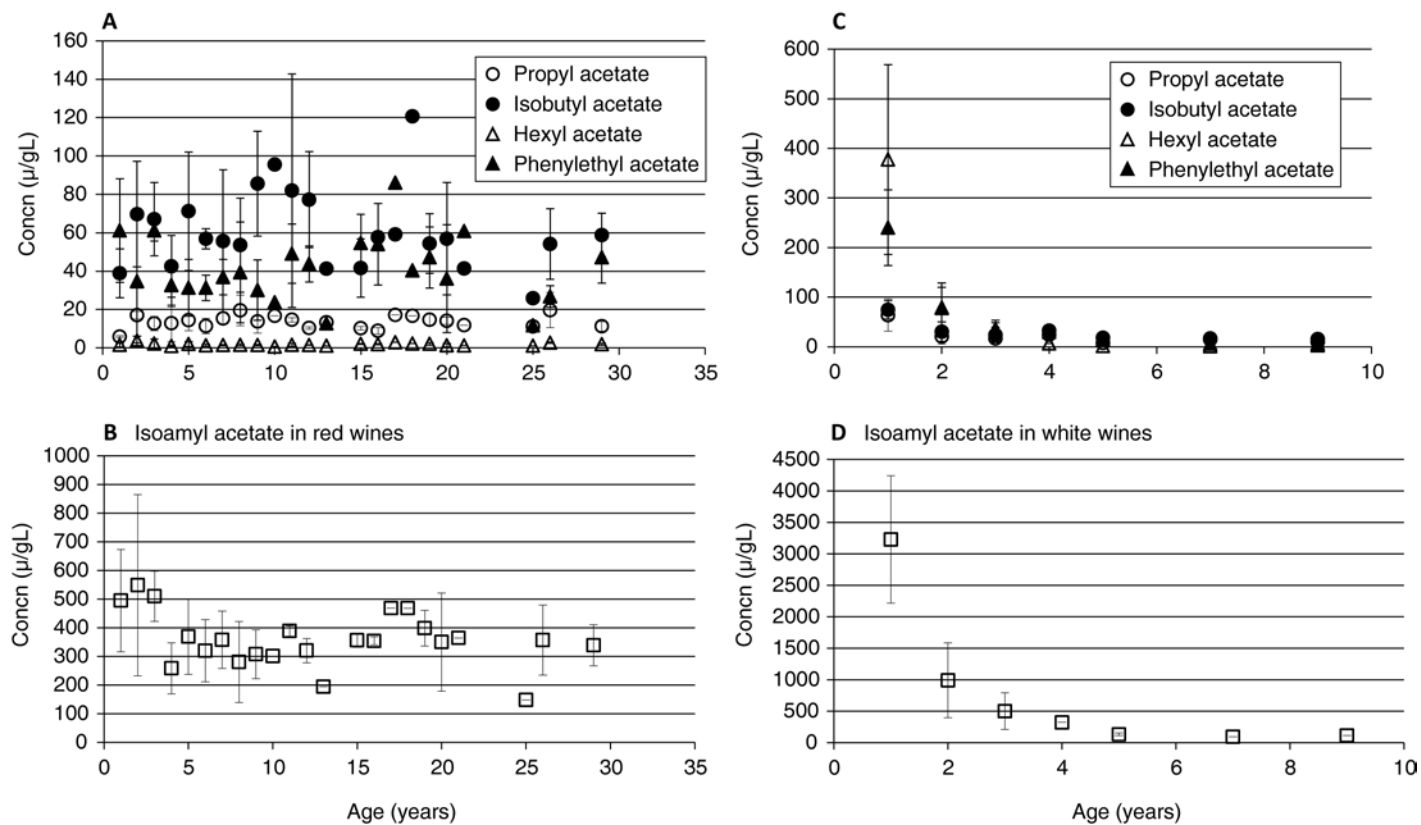 A
Concn (µ/gL)
160
140
120
100
80
60
40
20
0
0 5 10 15 20 25 30 35
Propyl acetate
Isobutyl acetate
Hexyl acetate
Phenylethyl acetate
B Isoamyl acetate in red wines
Concn (µ/gL)
1000
900
800
700
600
500
400
300
200
100
0
0 5 10 15 20 25 30 35
Age (years)
C
Concn (µ/gL)
600
500
400
300
200
100
0
0 2 4 6 8 10
Propyl acetate
Isobutyl acetate
Hexyl acetate
Phenylethyl acetate
D Isoamyl acetate in white wines
Concn (µ/gL)
4500
4000
3500
3000
2500
2000
1500
1000
500
0
0 2 4 6 8 10
Age (years)